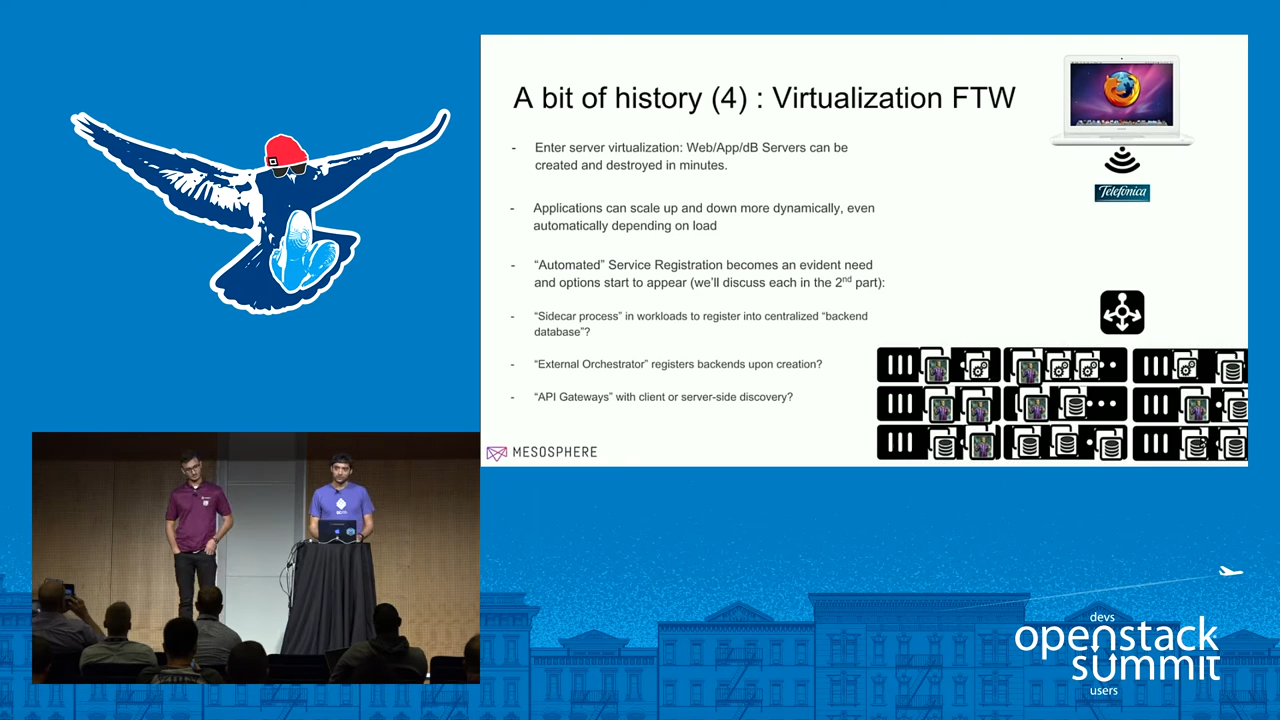 A bit of history (4) : Virtualization FTW
- Enter server virtualization: Web/App/dB Servers can be
created and destroyed in minutes.
- Applications can scale up and down more dynamically, even
automatically depending on load
- “Automated” Service Registration becomes an evident need
and options start to appear (we’ll discuss each in the 2nd part):
- “Sidecar process” in workloads to register into centralized “backend
database”?
- “External Orchestrator” registers backends upon creation?
- “API Gateways” with client or server-side discovery?
Telefónica
MESOSPHERE
devs
openstack
summit
users